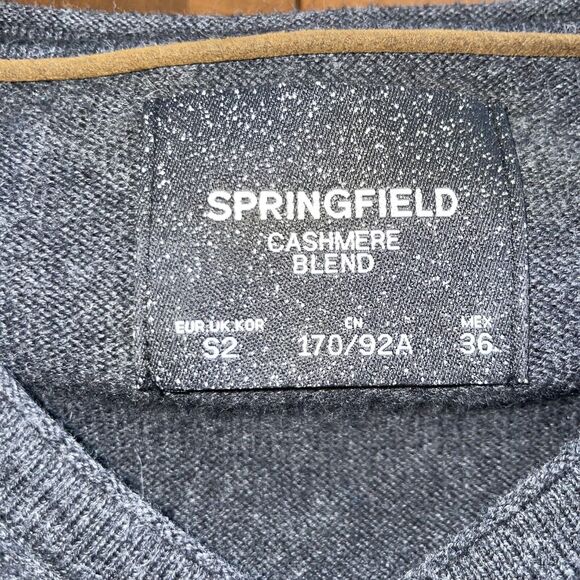 SPRINGFIELD
CASHMERE
BLEND
EUR.UK.KOR CN MEX
S2 170/92A 36